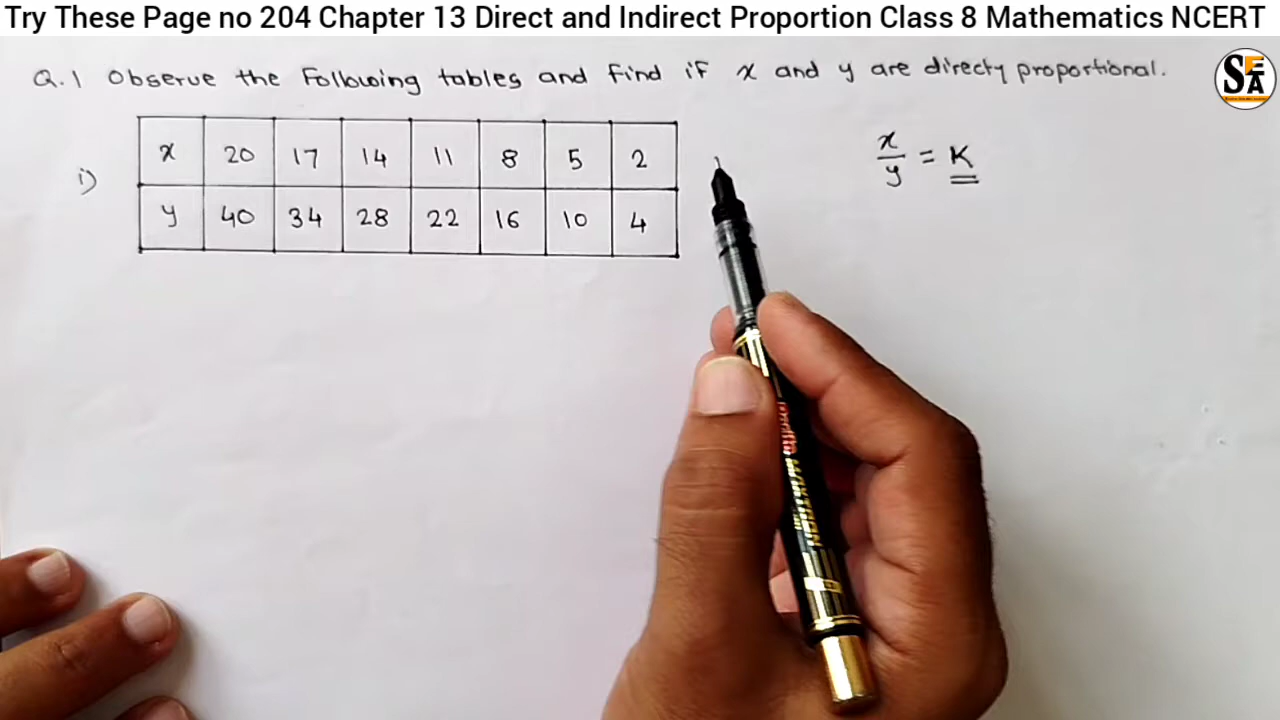 Try These Page no 204 Chapter 13 Direct and Indirect Proportion Class 8 Mathematics NCERT
Q.1 Observe the Following tables and find if x and y are directy proportional.
SEA
i)
x 20 17 14 11 8 5 2
y 40 34 28 22 16 10 4
x/y = K